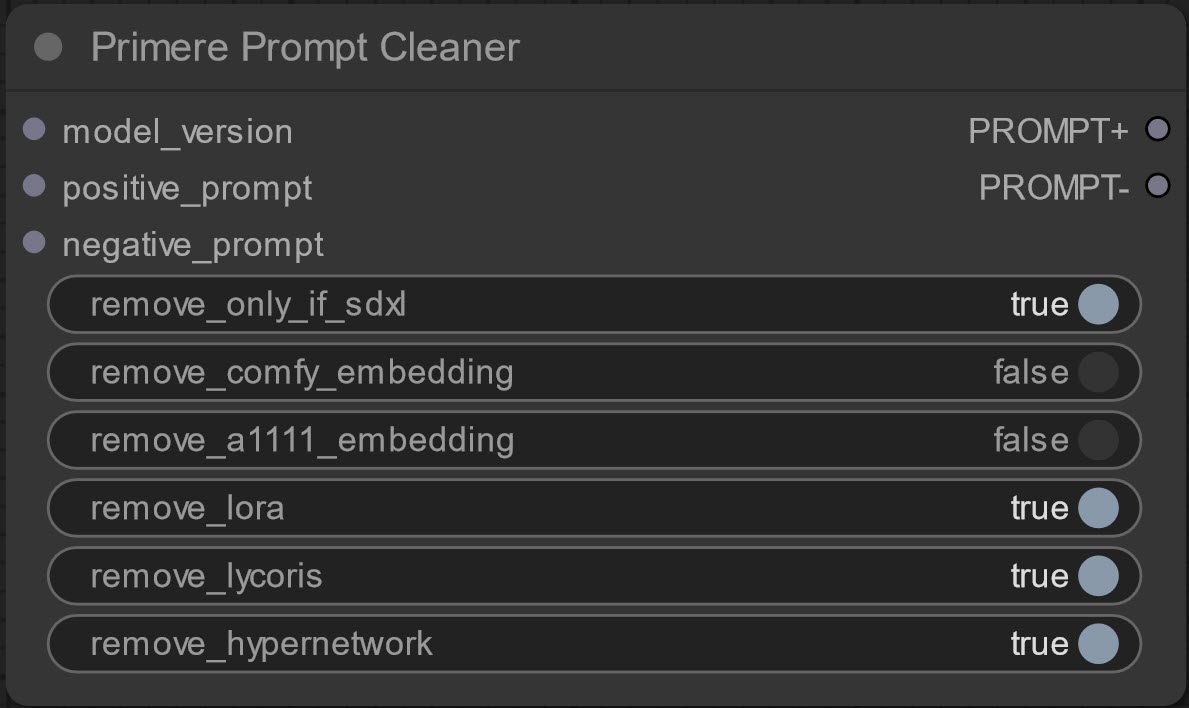 Primere Prompt Cleaner
model_version PROMPT+
positive_prompt PROMPT-
negative_prompt
remove_only_if_sdxl true
remove_comfy_embedding false
remove_a1111_embedding false
remove_lora true
remove_lycoris true
remove_hypernetwork true